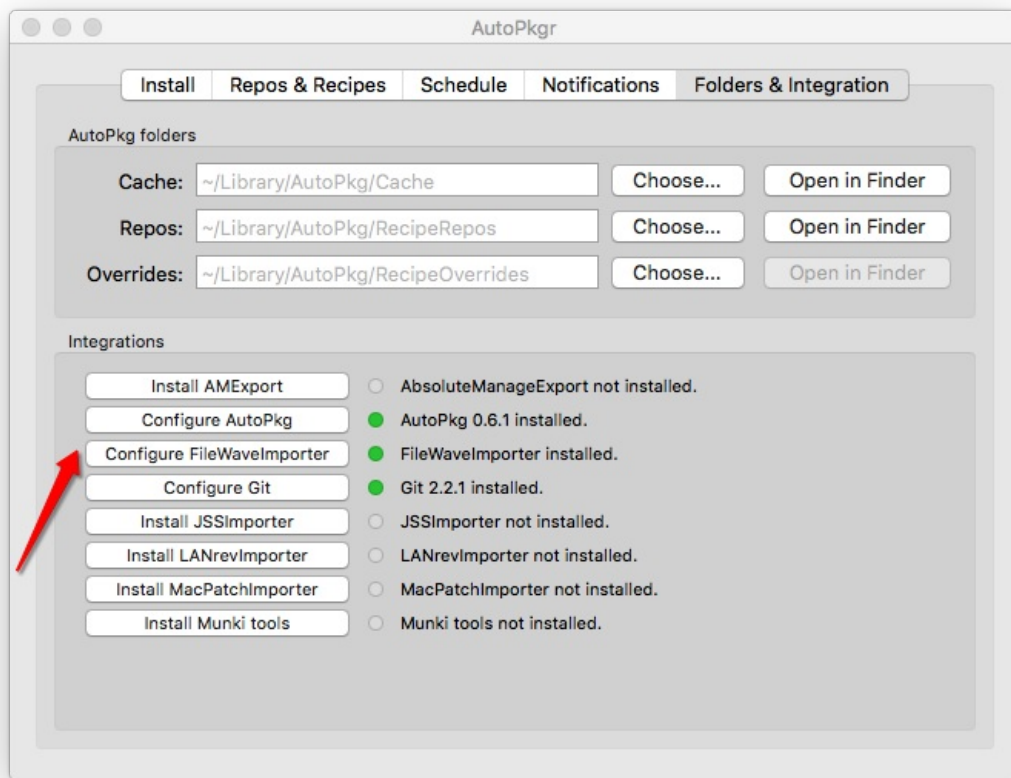 AutoPkgr
Install Repos & Recipes Schedule Notifications Folders & Integration
AutoPkg folders
Cache: ~/Library/AutoPkg/Cache Choose... Open in Finder
Repos: ~/Library/AutoPkg/RecipeRepos Choose... Open in Finder
Overrides: ~/Library/AutoPkg/RecipeOverrides Choose... Open in Finder
Integrations
Install AMExport AbsoluteManageExport not installed.
Configure AutoPkg AutoPkg 0.6.1 installed.
Configure FileWaveImporter FileWaveImporter installed.
Configure Git Git 2.2.1 installed.
Install JSSImporter JSSImporter not installed.
Install LANrevImporter LANrevImporter not installed.
Install MacPatchImporter MacPatchImporter not installed.
Install Munki tools Munki tools not installed.